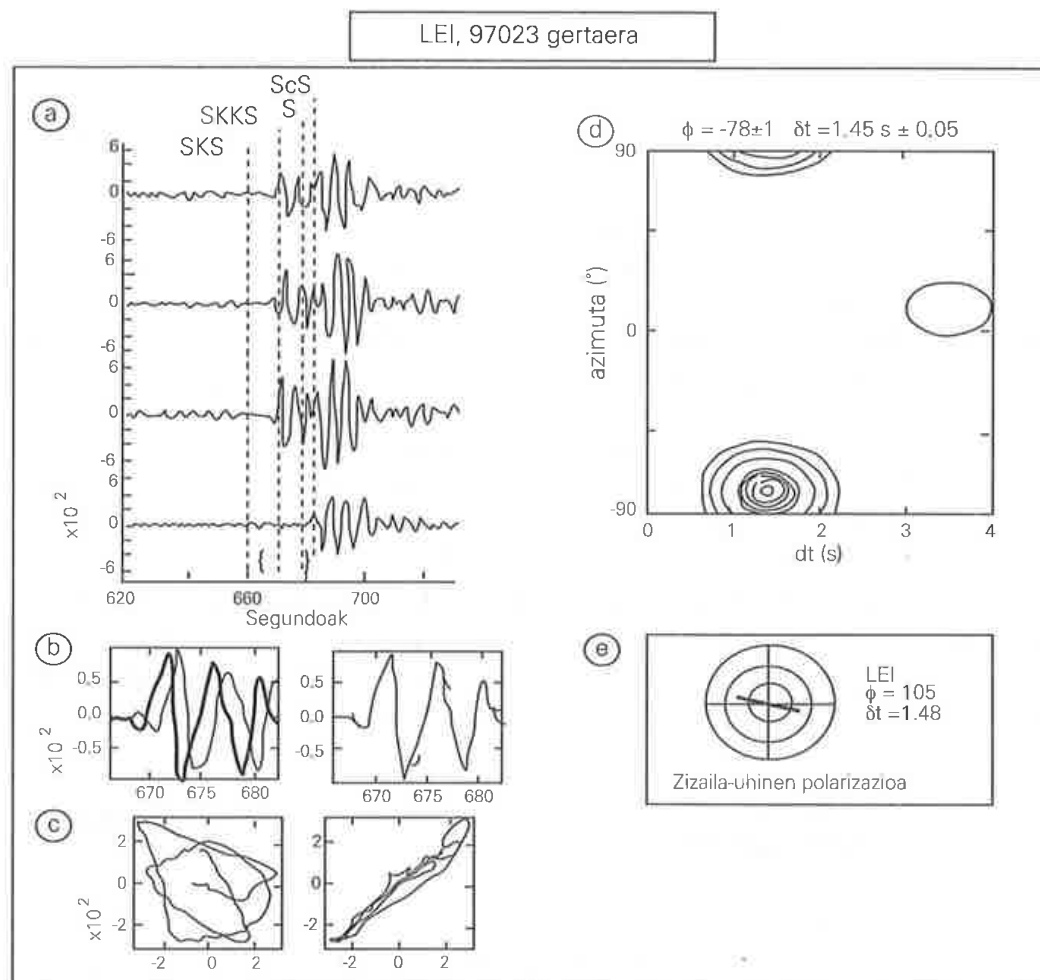 LEI, 97023 gertaera
a
ScS
S
SKKS
SKS
6
0
-6
6
0
-6
6
0
-6
6
0
-6
x10 2
620
660
700
Segundoak
b
0.5
0.0
-0.5
x10 2
670
675
680
0.5
0.0
-0.5
670
675
680
c
2
0
-2
x10 2
-2
0
2
2
0
-2
-2
0
2
d
ϕ = -78±1 δt = 1.45 s ± 0.05
90
0
-90
azimuta (°)
0
1
2
3
4
dt (s)
e
LEI
ϕ = 105
δt = 1.48
Zizaila-uhinen polarizazioa